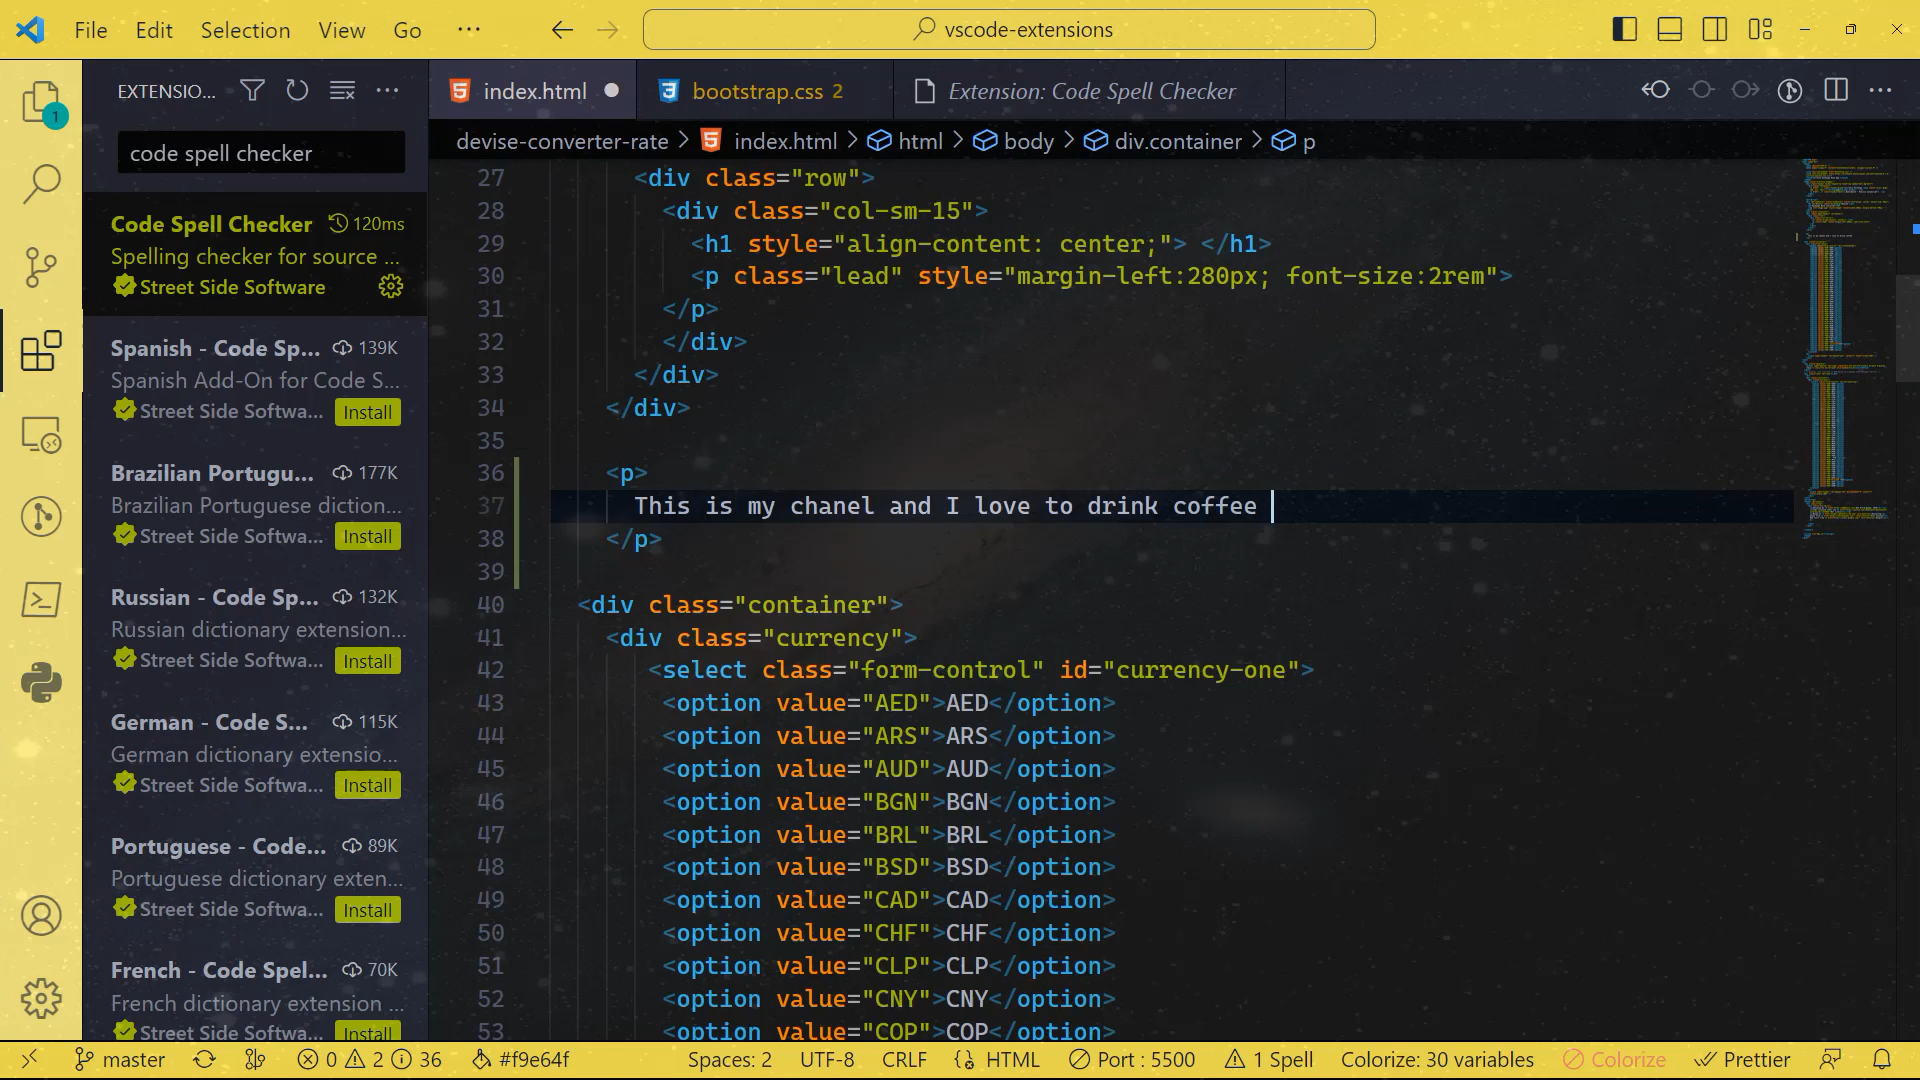 File Edit Selection View Go ··· vscode-extensions
EXTENSIO... ···
1
code spell checker
Code Spell Checker 120ms
Spelling checker for source ...
Street Side Software
Spanish - Code Sp... 139K
Spanish Add-On for Code S...
Street Side Softwa... Install
Brazilian Portugu... 177K
Brazilian Portuguese diction...
Street Side Softwa... Install
Russian - Code Sp... 132K
Russian dictionary extension...
Street Side Softwa... Install
German - Code S... 115K
German dictionary extensio...
Street Side Softwa... Install
Portuguese - Code... 89K
Portuguese dictionary exten...
Street Side Softwa... Install
French - Code Spel... 70K
French dictionary extension ...
Street Side Softwa... Install
index.html bootstrap.css 2 Extension: Code Spell Checker
devise-converter-rate > index.html > html > body > div.container > p
27 <div class="row">
28 <div class="col-sm-15">
29 <h1 style="align-content: center;"> </h1>
30 <p class="lead" style="margin-left:280px; font-size:2rem">
31 </p>
32 </div>
33 </div>
34 </div>
35
36 <p>
37 This is my chanel and I love to drink coffee
38 </p>
39
40 <div class="container">
41 <div class="currency">
42 <select class="form-control" id="currency-one">
43 <option value="AED">AED</option>
44 <option value="ARS">ARS</option>
45 <option value="AUD">AUD</option>
46 <option value="BGN">BGN</option>
47 <option value="BRL">BRL</option>
48 <option value="BSD">BSD</option>
49 <option value="CAD">CAD</option>
50 <option value="CHF">CHF</option>
51 <option value="CLP">CLP</option>
52 <option value="CNY">CNY</option>
53 <option value="COP">COP</option>
master 0 2 36 #f9e64f Spaces: 2 UTF-8 CRLF HTML Port : 5500 1 Spell Colorize: 30 variables Colorize Prettier